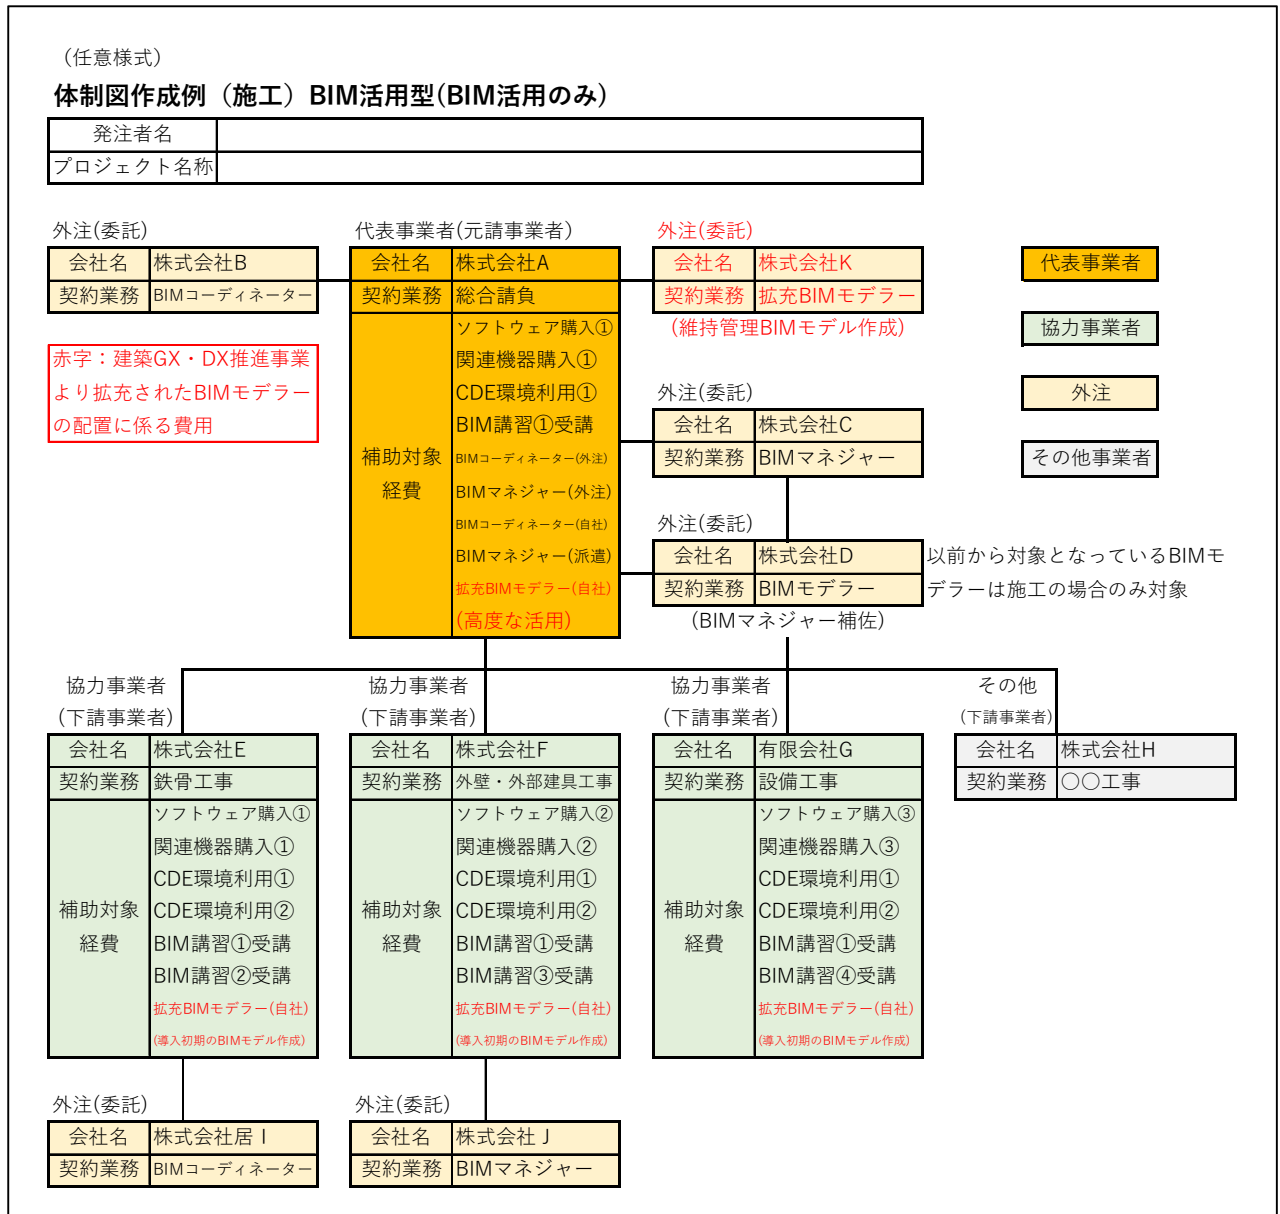 （任意様式）
体制図作成例（施工）BIM活用型(BIM活用のみ)
発注者名
プロジェクト名称
外注(委託)
会社名 株式会社B
契約業務 BIMコーディネーター
赤字：建築GX・DX推進事業
より拡充されたBIMモデラー
の配置に係る費用
代表事業者(元請事業者)
会社名 株式会社A
契約業務 総合請負
補助対象
経費
ソフトウェア購入①
関連機器購入①
CDE環境利用①
BIM講習①受講
BIMコーディネーター(外注)
BIMマネジャー(外注)
BIMコーディネーター(自社)
BIMマネジャー(派遣)
拡充BIMモデラー(自社)
(高度な活用)
外注(委託)
会社名 株式会社K
契約業務 拡充BIMモデラー
(維持管理BIMモデル作成)
外注(委託)
会社名 株式会社C
契約業務 BIMマネジャー
外注(委託)
会社名 株式会社D
契約業務 BIMモデラー
(BIMマネジャー補佐)
以前から対象となっているBIMモ
デラーは施工の場合のみ対象
代表事業者
協力事業者
外注
その他事業者
協力事業者
(下請事業者)
会社名 株式会社E
契約業務 鉄骨工事
補助対象
経費
ソフトウェア購入①
関連機器購入①
CDE環境利用①
CDE環境利用②
BIM講習①受講
BIM講習②受講
拡充BIMモデラー(自社)
(導入初期のBIMモデル作成)
協力事業者
(下請事業者)
会社名 株式会社F
契約業務 外壁・外部建具工事
補助対象
経費
ソフトウェア購入②
関連機器購入②
CDE環境利用①
CDE環境利用②
BIM講習①受講
BIM講習③受講
拡充BIMモデラー(自社)
(導入初期のBIMモデル作成)
協力事業者
(下請事業者)
会社名 有限会社G
契約業務 設備工事
補助対象
経費
ソフトウェア購入③
関連機器購入③
CDE環境利用①
CDE環境利用②
BIM講習①受講
BIM講習④受講
拡充BIMモデラー(自社)
(導入初期のBIMモデル作成)
その他
(下請事業者)
会社名 株式会社H
契約業務 〇〇工事
外注(委託)
会社名 株式会社居Ｉ
契約業務 BIMコーディネーター
外注(委託)
会社名 株式会社Ｊ
契約業務 BIMマネジャー